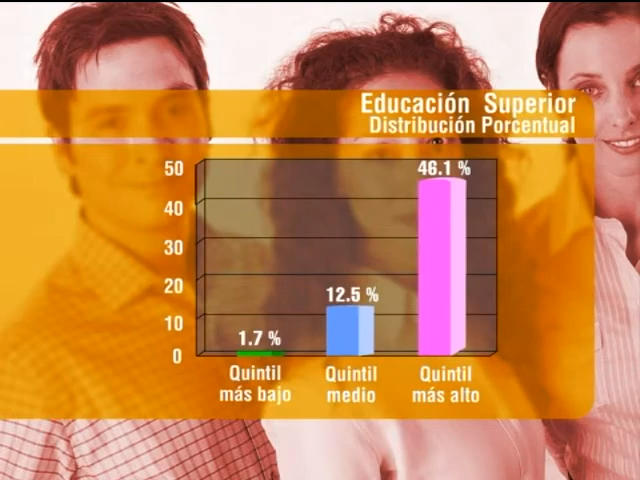 Educación Superior
Distribución Porcentual
50
40
30
20
10
0
46.1 %
12.5 %
1.7 %
Quintil
más bajo
Quintil
medio
Quintil
más alto